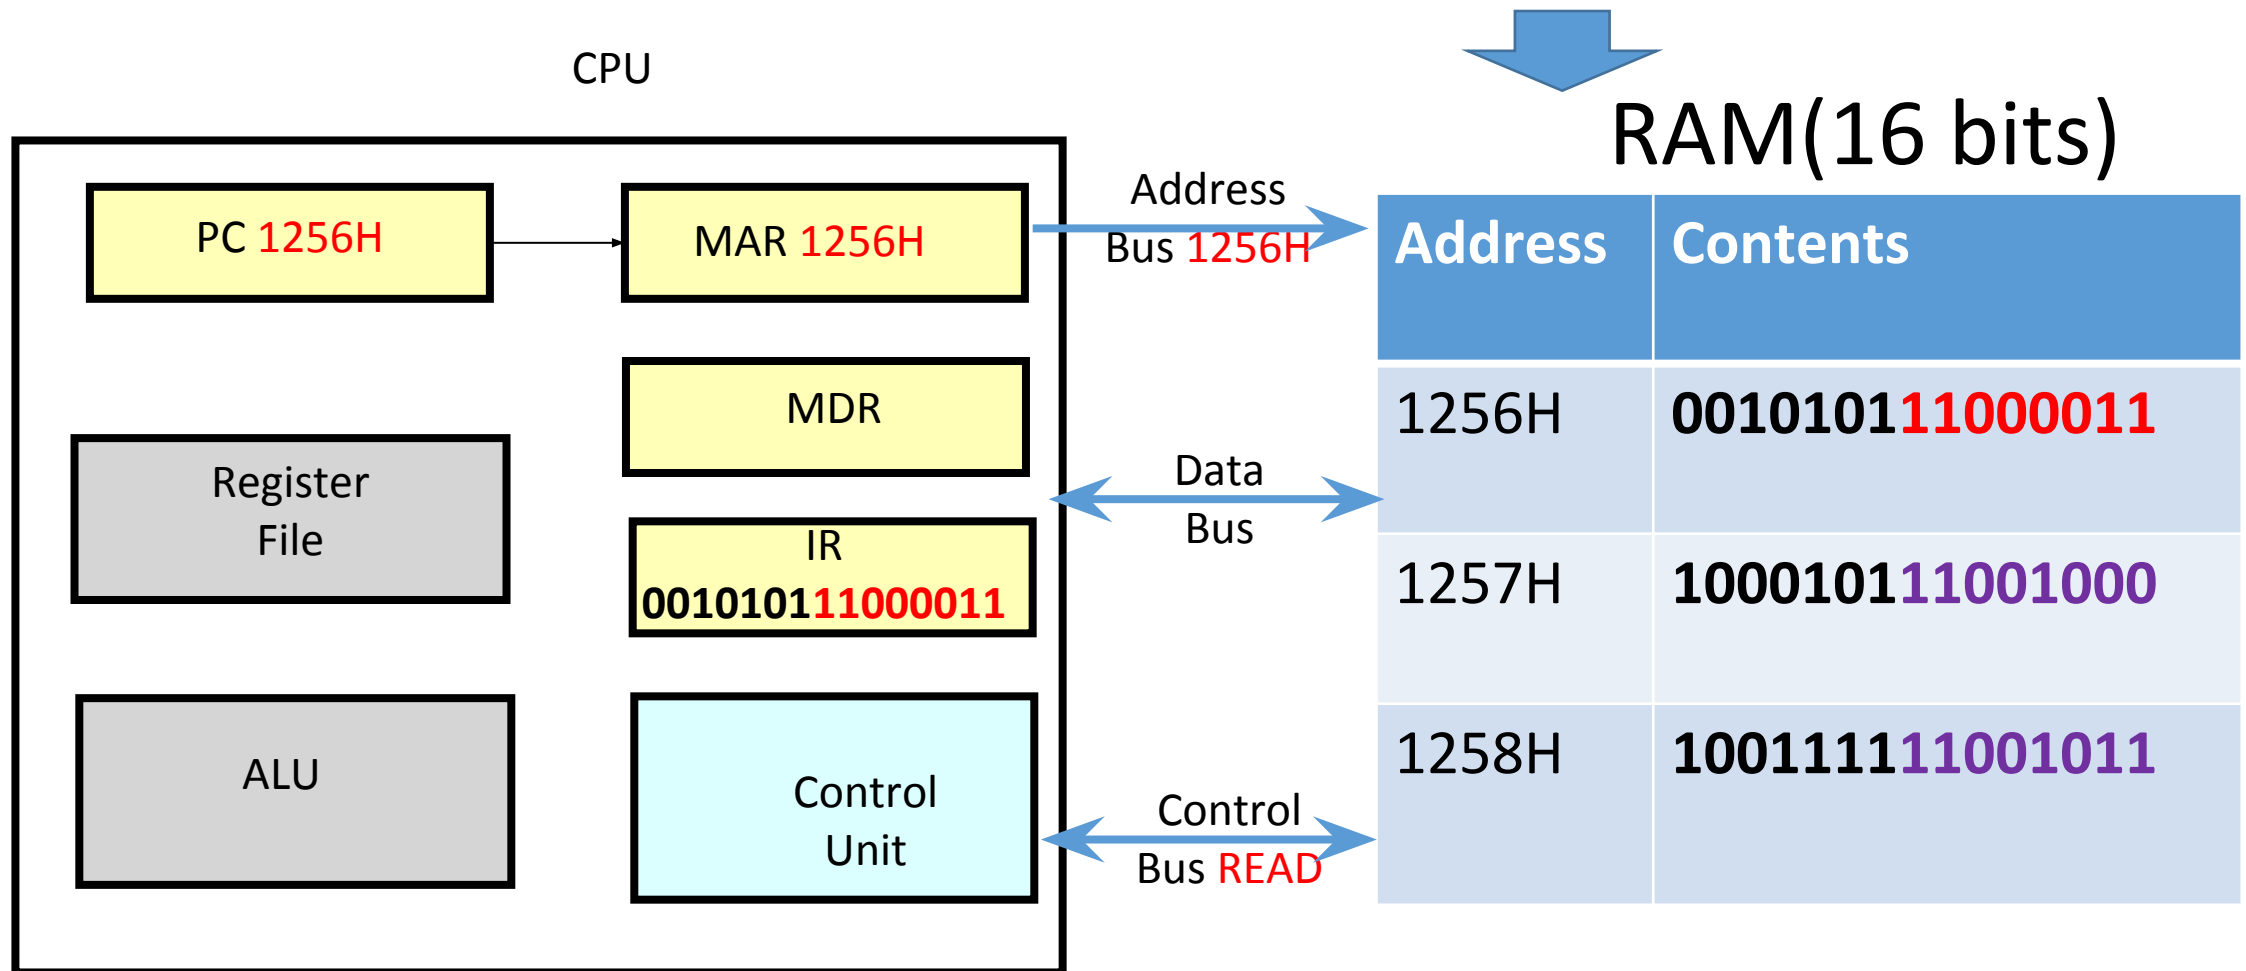 CPU
RAM(16 bits)
PC 1256H
MAR 1256H
Address
Bus 1256H
MDR
Register
File
Data
Bus
IR
001010111000011
ALU
Control
Unit
Control
Bus READ
Address Contents
1256H 001010111000011
1257H 100010111001000
1258H 100111111001011